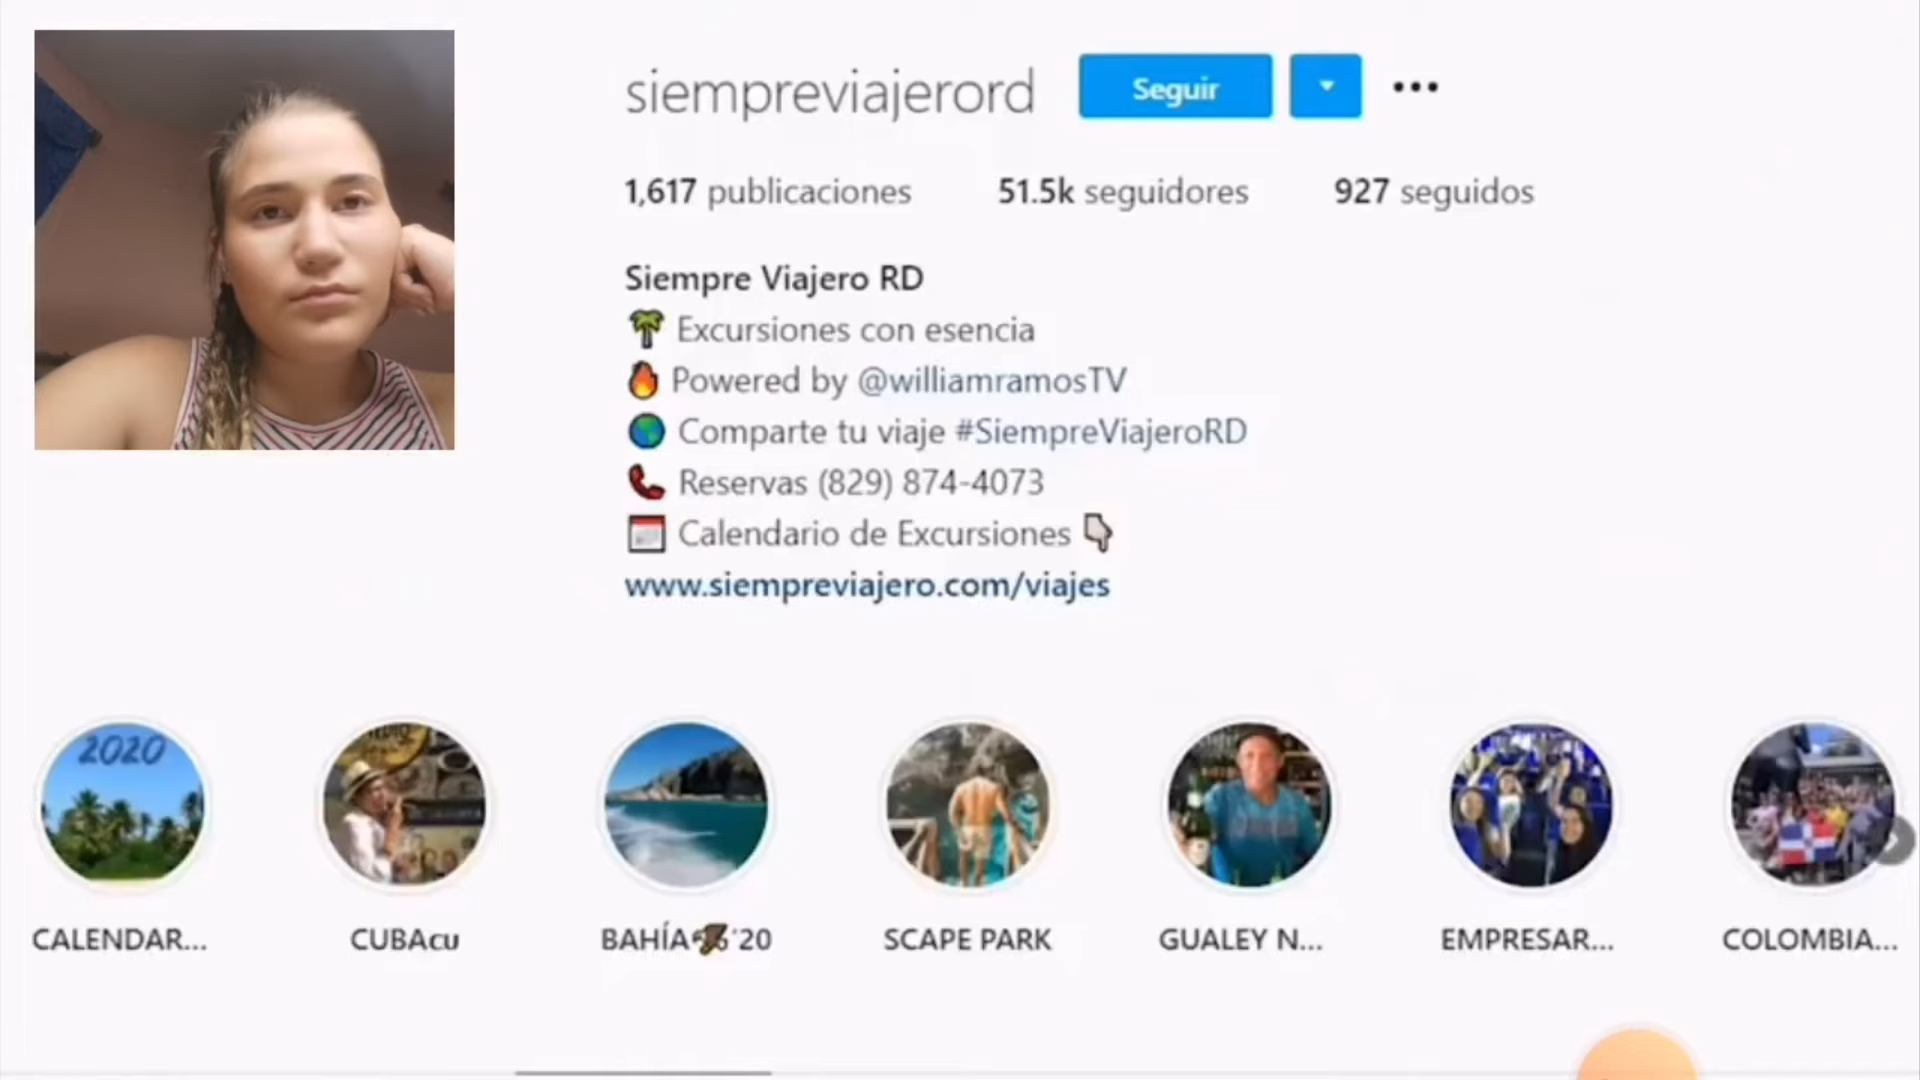 siempreviajerord
Seguir
1,617 publicaciones 51.5k seguidores 927 seguidos
Siempre Viajero RD
🌴 Excursiones con esencia
🔥 Powered by @williamramosTV
🌎 Comparte tu viaje #SiempreViajeroRD
📞 Reservas (829) 874-4073
📅 Calendario de Excursiones 👇
www.siempreviajero.com/viajes
2020
CALENDAR... CUBAcu BAHÍA '20 SCAPE PARK GUALEY N... EMPRESAR... COLOMBIA...